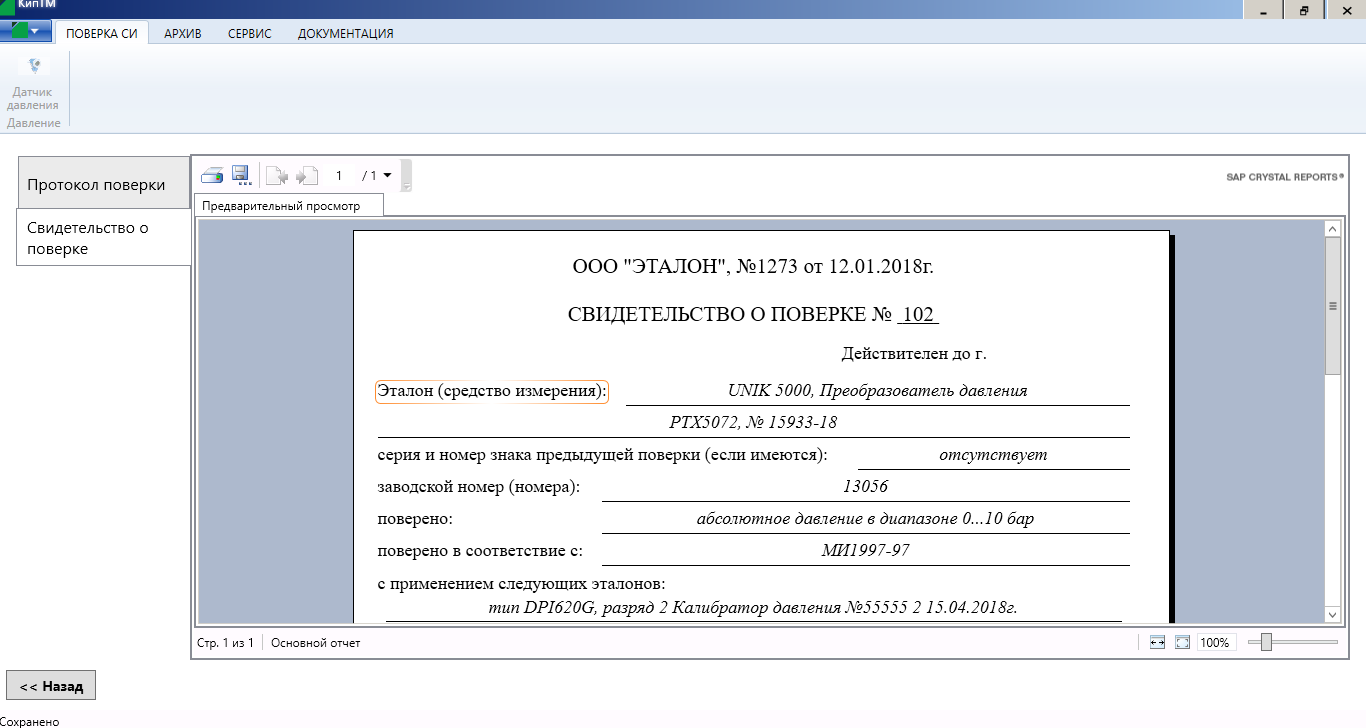 КипТМ
ПОВЕРКА СИ АРХИВ СЕРВИС ДОКУМЕНТАЦИЯ
Датчик
давления
Давление
Протокол поверки
Свидетельство о
поверке
1 / 1
SAP CRYSTAL REPORTS®
Предварительный просмотр
ООО "ЭТАЛОН", №1273 от 12.01.2018г.
СВИДЕТЕЛЬСТВО О ПОВЕРКЕ № 102
Действителен до г.
Эталон (средство измерения): UNIK 5000, Преобразователь давления
PTX5072, № 15933-18
серия и номер знака предыдущей поверки (если имеются): отсутствует
заводской номер (номера): 13056
поверено: абсолютное давление в диапазоне 0...10 бар
поверено в соответствие с: МИ1997-97
с применением следующих эталонов:
тип DPI620G, разряд 2 Калибратор давления №55555 2 15.04.2018г.
Стр. 1 из 1 Основной отчет 100%
<< Назад
Сохранено